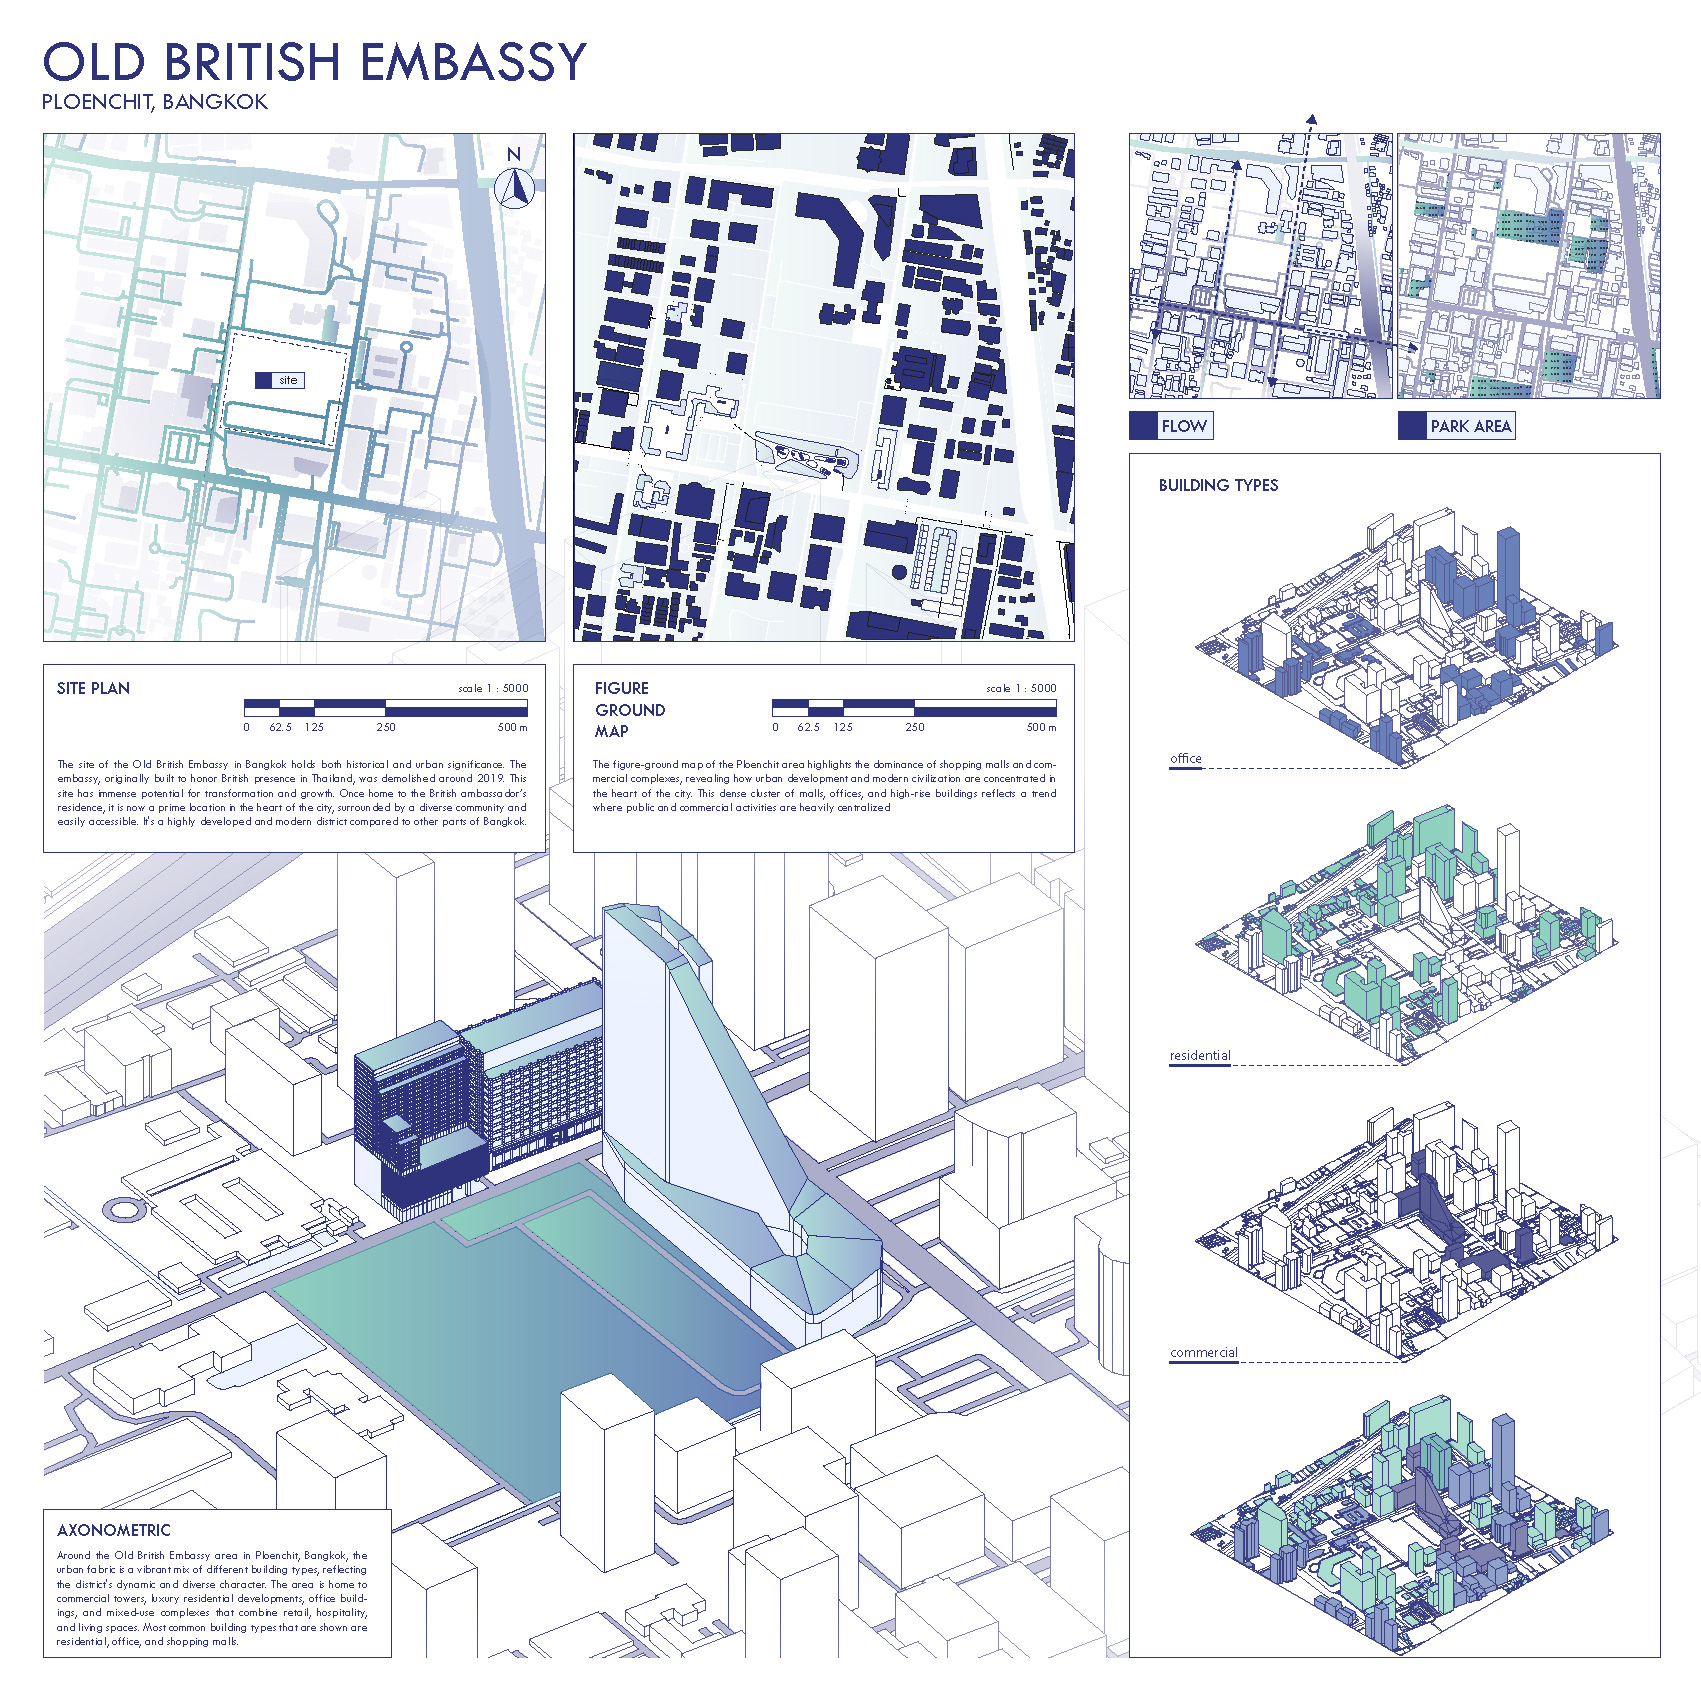 OLD BRITISH EMBASSY
PLOENCHIT, BANGKOK
N
site
FLOW
PARK AREA
SITE PLAN
scale 1 : 5000
0 62.5 125 250 500 m
The site of the Old British Embassy in Bangkok holds both historical and urban significance. The
embassy, originally built to honor British presence in Thailand, was demolished around 2019. This
site has immense potential for transformation and growth. Once home to the British ambassador's
residence, it is now a prime location in the heart of the city, surrounded by a diverse community and
easily accessible. It's a highly developed and modern district compared to other parts of Bangkok.
FIGURE
GROUND
MAP
scale 1 : 5000
0 62.5 125 250 500 m
The figure-ground map of the Ploenchit area highlights the dominance of shopping malls and com-
mercial complexes, revealing how urban development and modern civilization are concentrated in
the heart of the city. This dense cluster of malls, offices, and high-rise buildings reflects a trend
where public and commercial activities are heavily centralized
BUILDING TYPES
office
residential
commercial
AXONOMETRIC
Around the Old British Embassy area in Ploenchit, Bangkok, the
urban fabric is a vibrant mix of different building types, reflecting
the district's dynamic and diverse character. The area is home to
commercial towers, luxury residential developments, office build-
ings, and mixed-use complexes that combine retail, hospitality,
and living spaces. Most common building types that are shown are
residential, office, and shopping malls.